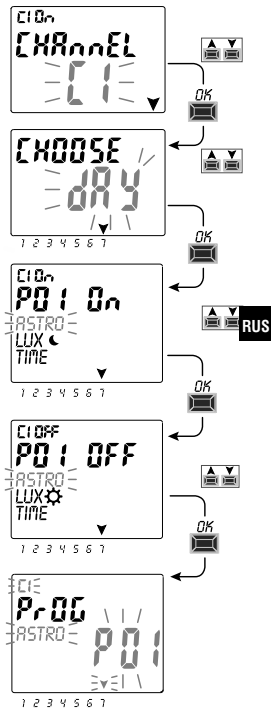 C1 On
CHAnnEL
C1
OK
CHOOSE
dAY
1 2 3 4 5 6 7
OK
C1 On
P01 On
ASTRO
LUX
TIME
RUS
1 2 3 4 5 6 7
OK
C1 OFF
P01 OFF
ASTRO
LUX
TIME
1 2 3 4 5 6 7
OK
C1
PrOG
ASTRO
P01
1 2 3 4 5 6 7